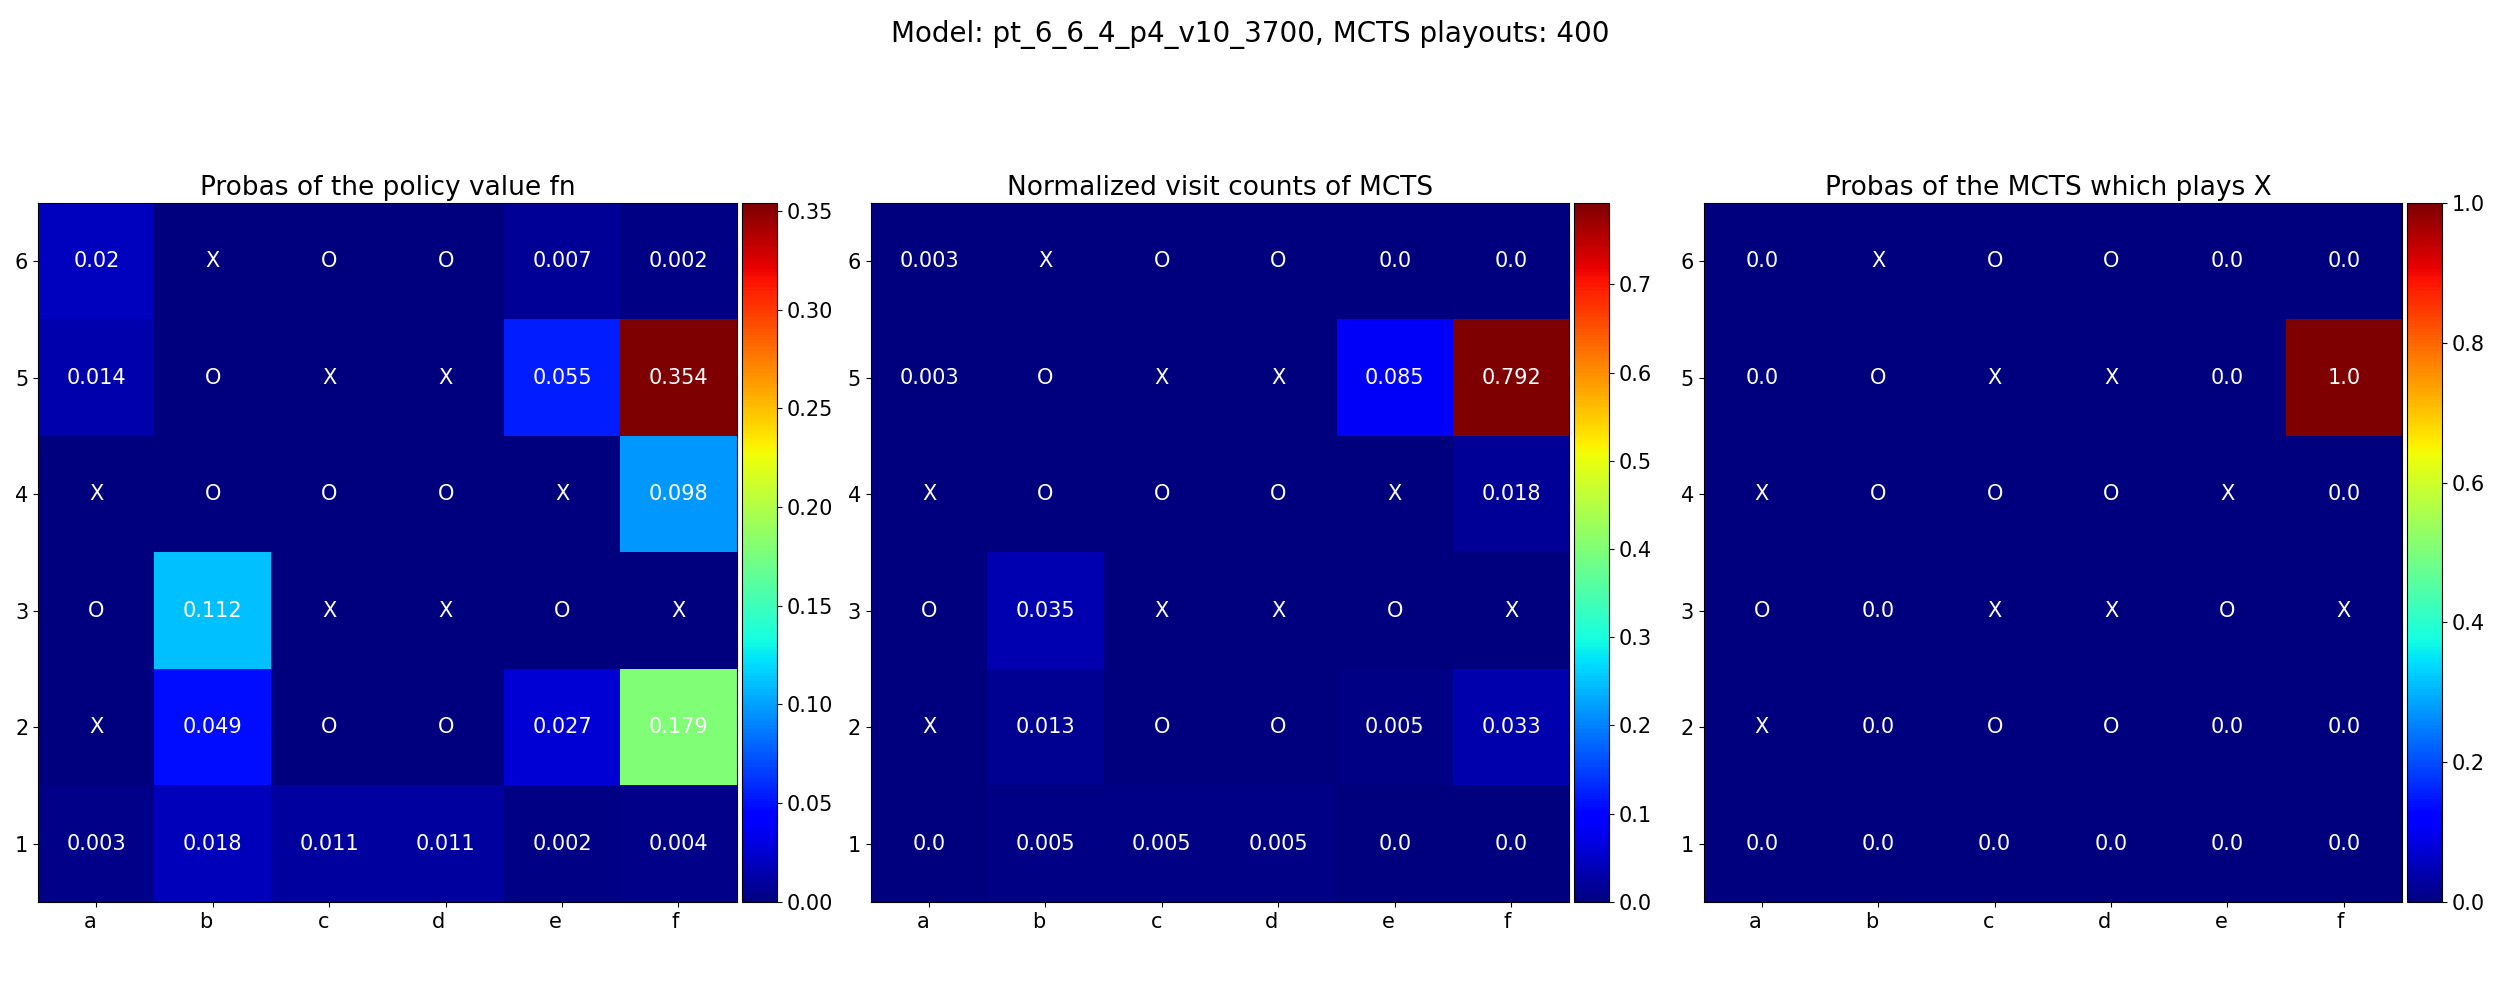 Model: pt_6_6_4_p4_v10_3700, MCTS playouts: 400
Probas of the policy value fn
6 0.02 X O O 0.007 0.002
5 0.014 O X X 0.055 0.354
4 X O O O X 0.098
3 O 0.112 X X O X
2 X 0.049 O O 0.027 0.179
1 0.003 0.018 0.011 0.011 0.002 0.004
a b c d e f
0.35
0.30
0.25
0.20
0.15
0.10
0.05
0.00
Normalized visit counts of MCTS
6 0.003 X O O 0.0 0.0
5 0.003 O X X 0.085 0.792
4 X O O O X 0.018
3 O 0.035 X X O X
2 X 0.013 O O 0.005 0.033
1 0.0 0.005 0.005 0.005 0.0 0.0
a b c d e f
0.7
0.6
0.5
0.4
0.3
0.2
0.1
0.0
Probas of the MCTS which plays X
6 0.0 X O O 0.0 0.0
5 0.0 O X X 0.0 1.0
4 X O O O X 0.0
3 O 0.0 X X O X
2 X 0.0 O O 0.0 0.0
1 0.0 0.0 0.0 0.0 0.0 0.0
a b c d e f
1.0
0.8
0.6
0.4
0.2
0.0